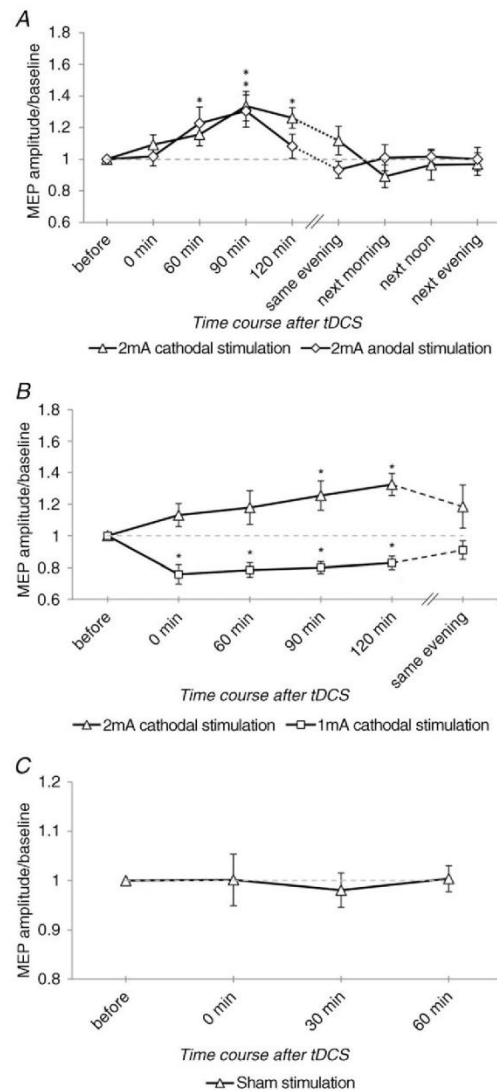 A
MEP amplitude/baseline
1.8
1.6
1.4
1.2
1
0.8
0.6
*
*
*
*
before
0 min
60 min
90 min
120 min
same evening
next morning
next noon
next evening
Time course after tDCS
2mA cathodal stimulation
2mA anodal stimulation
B
MEP amplitude/baseline
1.8
1.6
1.4
1.2
1
0.8
0.6
*
*
*
*
*
*
before
0 min
60 min
90 min
120 min
same evening
Time course after tDCS
2mA cathodal stimulation
1mA cathodal stimulation
C
MEP amplitude/baseline
1.2
1.1
1.0
0.9
0.8
before
0 min
30 min
60 min
Time course after tDCS
Sham stimulation